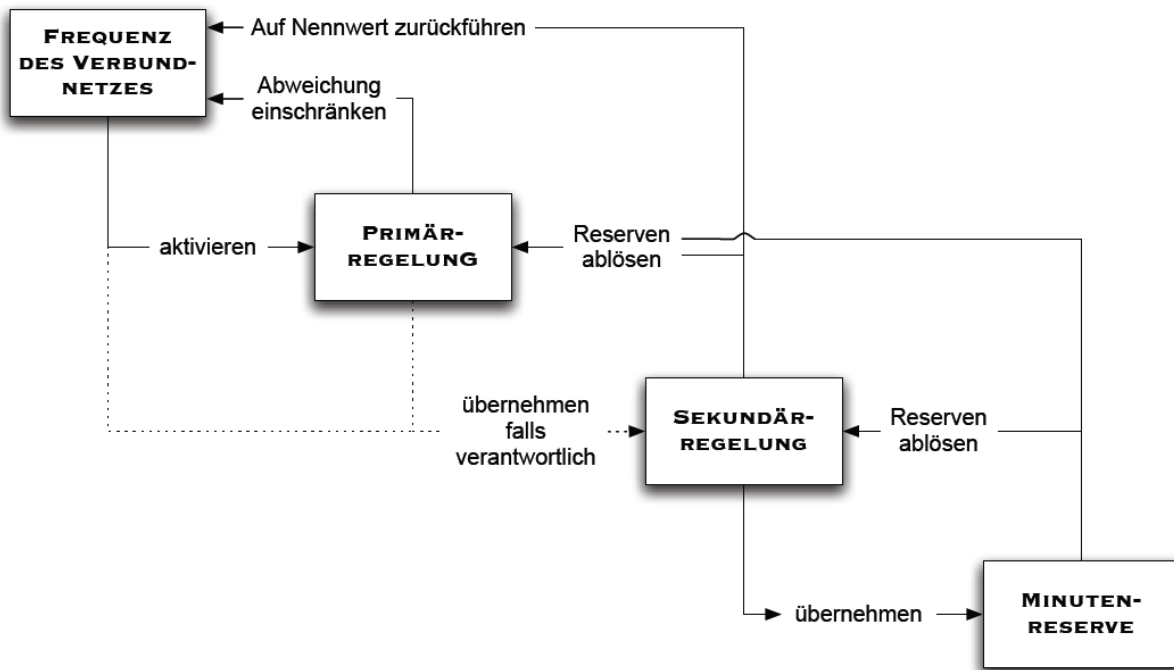 FREQUENZ
DES VERBUND-
NETZES
Auf Nennwert zurückführen
Abweichung
einschränken
aktivieren
PRIMÄR-
REGELUNG
Reserven
ablösen
übernehmen
falls
verantwortlich
SEKUNDÄR-
REGELUNG
Reserven
ablösen
übernehmen
MINUTEN-
RESERVE